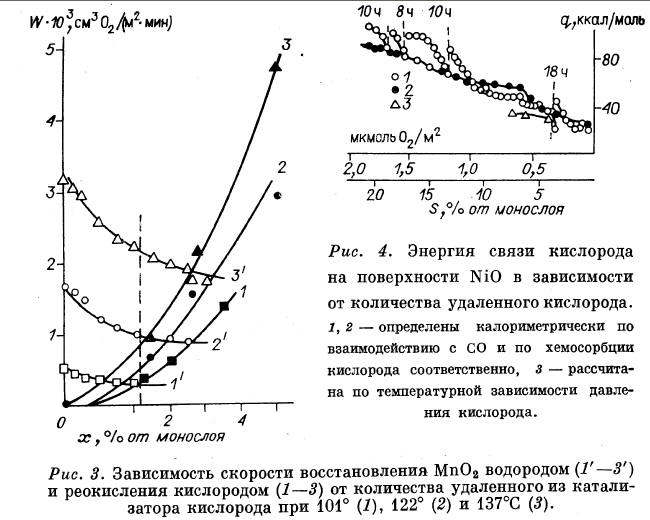 W·10³,см³O₂/(м²·мин)
5
4
3
2
1
0
2
4
x,% от монослоя
3
2
1
3′
2′
1′
10 ч
8 ч
10 ч
18 ч
q,ккал/моль
80
40
1
2
3
мкмоль O₂/м²
2,0
1,5
1,0
0,5
20
15
10
5
S,% от монослоя
Рис. 4. Энергия связи кислорода
на поверхности NiO в зависимости
от количества удаленного кислорода.
1, 2 — определены калориметрически по
взаимодействию с CO и по хемосорбции
кислорода соответственно, 3 — рассчита-
на по температурной зависимости давле-
ния кислорода.
Рис. 3. Зависимость скорости восстановления MnO₂ водородом (1′—3′)
и реокисления кислородом (1—3) от количества удаленного из катали-
затора кислорода при 101° (1), 122° (2) и 137°C (3).